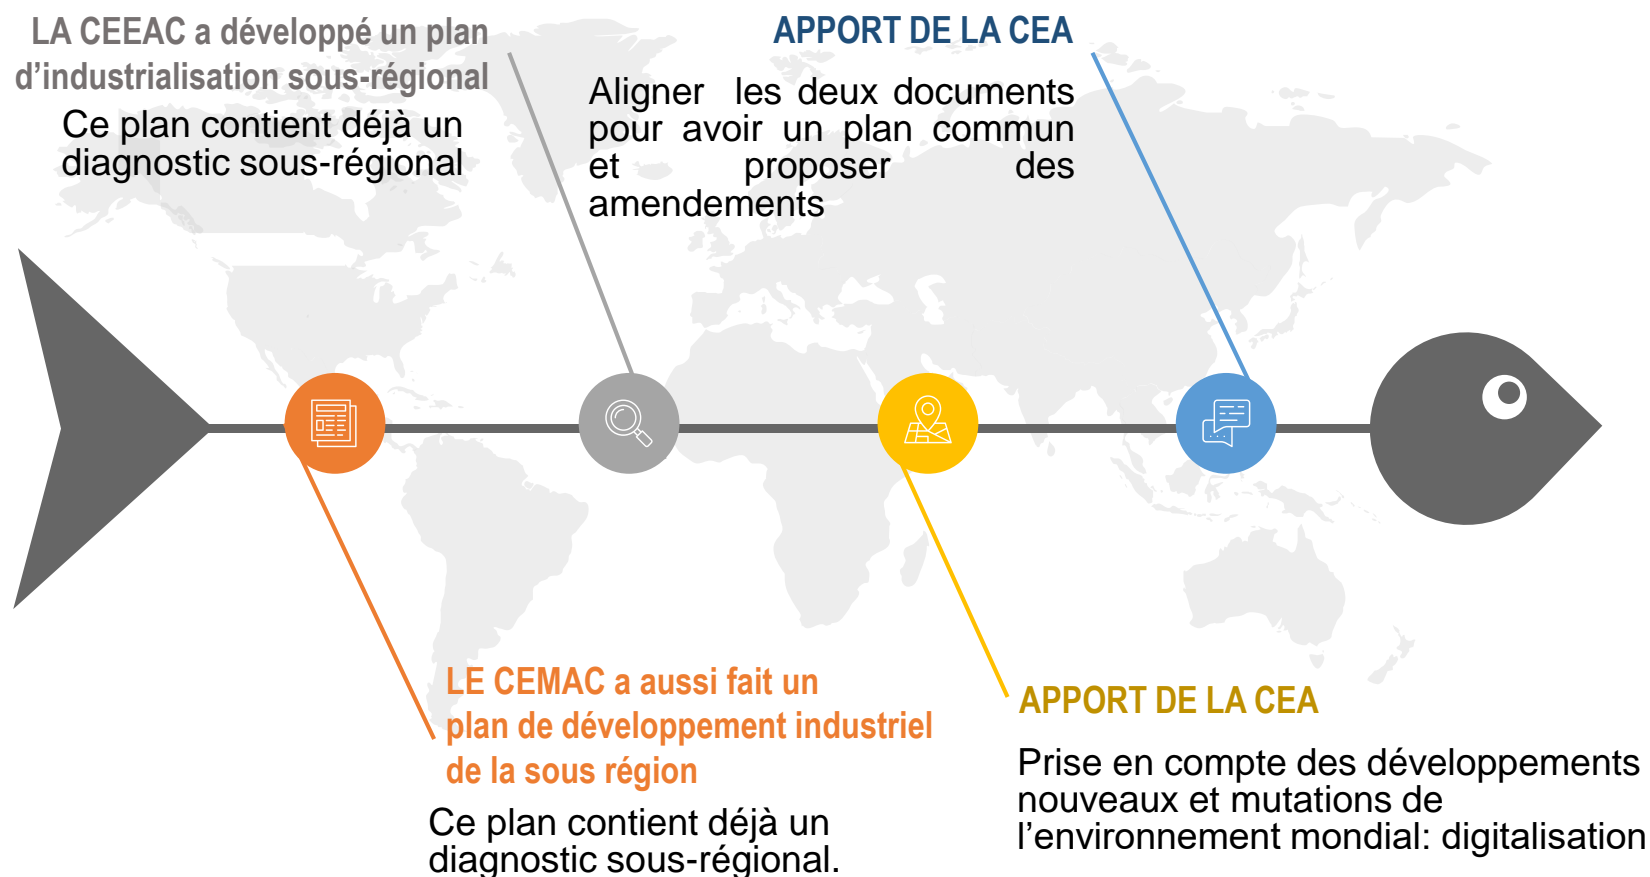 LA CEEAC a développé un plan
d’industrialisation sous-régional
Ce plan contient déjà un
diagnostic sous-régional
APPORT DE LA CEA
Aligner les deux documents
pour avoir un plan commun
et proposer des
amendements
LE CEMAC a aussi fait un
plan de développement industriel
de la sous région
Ce plan contient déjà un
diagnostic sous-régional.
APPORT DE LA CEA
Prise en compte des développements
nouveaux et mutations de
l’environnement mondial: digitalisation